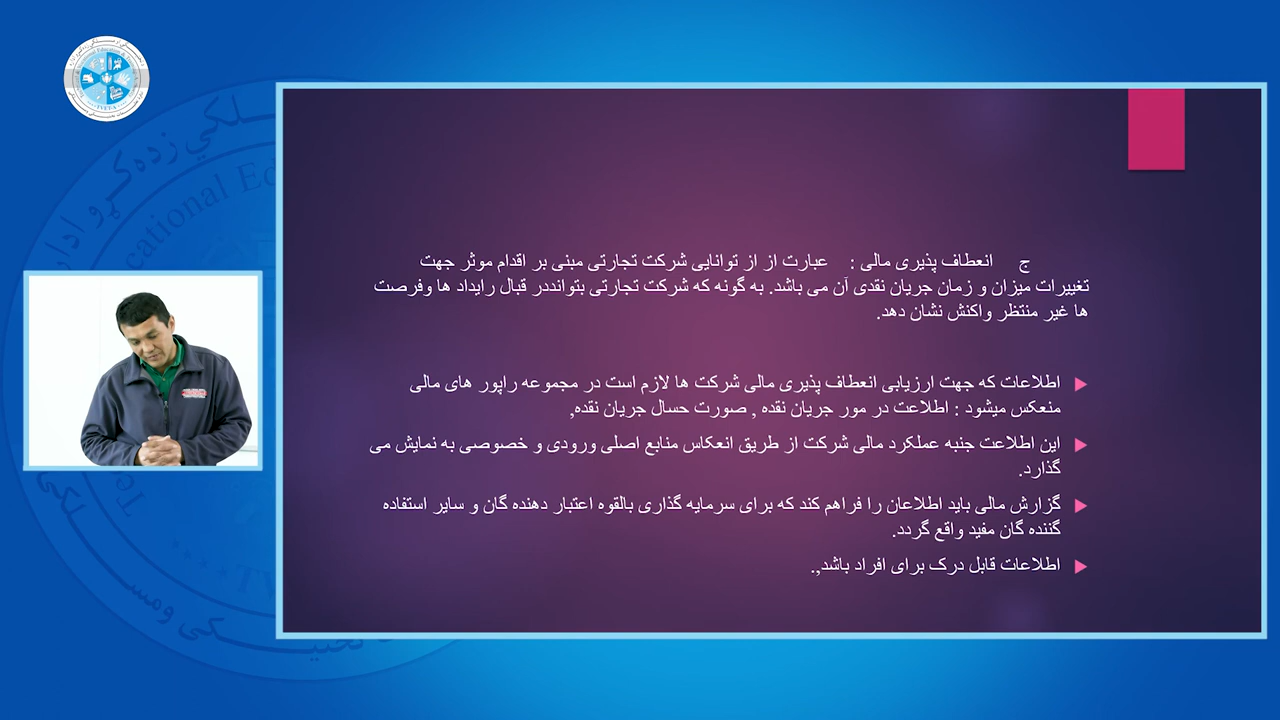 ج انعطاف پذیری مالی : عبارت از از توانایی شرکت تجارتی مبنی بر اقدام موثر جهت
تغییرات میزان و زمان جریان نقدی آن می باشد. به گونه که شرکت تجارتی بتوانددر قبال رایداد ها وفرصت
ها غیر منتظر واکنش نشان دهد.
اطلاعات که جهت ارزیابی انعطاف پذیری مالی شرکت ها لازم است در مجموعه راپور های مالی
منعکس میشود : اطلاعت در مور جریان نقده , صورت حسال جریان نقده,
این اطلاعت جنبه عملکرد مالی شرکت از طریق انعکاس منابع اصلی ورودی و خصوصی به نمایش می
گذارد.
گزارش مالی باید اطلاعان را فراهم کند که برای سرمایه گذاری بالقوه اعتبار دهنده گان و سایر استفاده
گننده گان مفید واقع گردد.
اطلاعات قابل درک برای افراد باشد,.